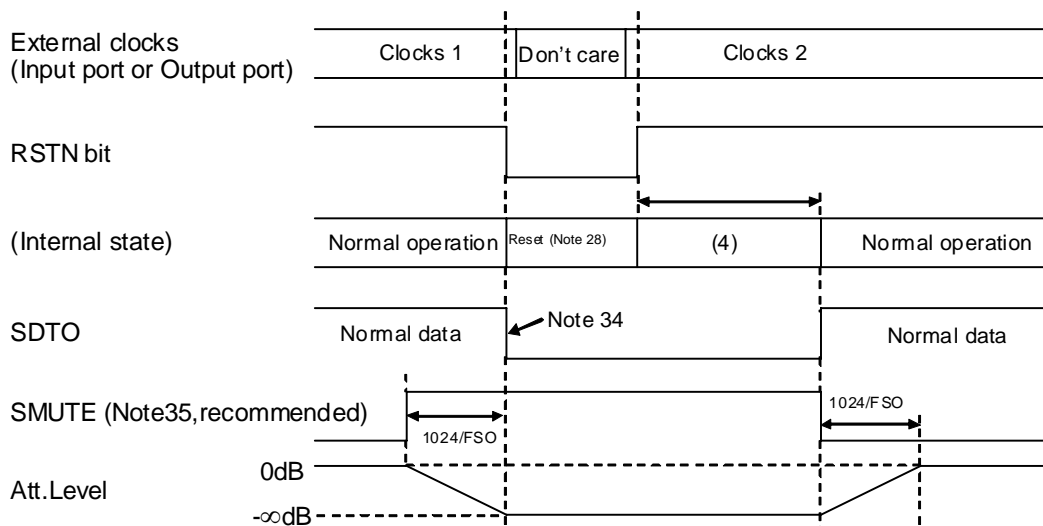 External clocks
(Input port or Output port)
Clocks 1
Don't care
Clocks 2
RSTN bit
(Internal state)
Normal operation
Reset (Note 28)
(4)
Normal operation
SDTO
Normal data
Note 34
Normal data
SMUTE (Note35,recommended)
1024/FSO
1024/FSO
Att.Level
0dB
-∞dB